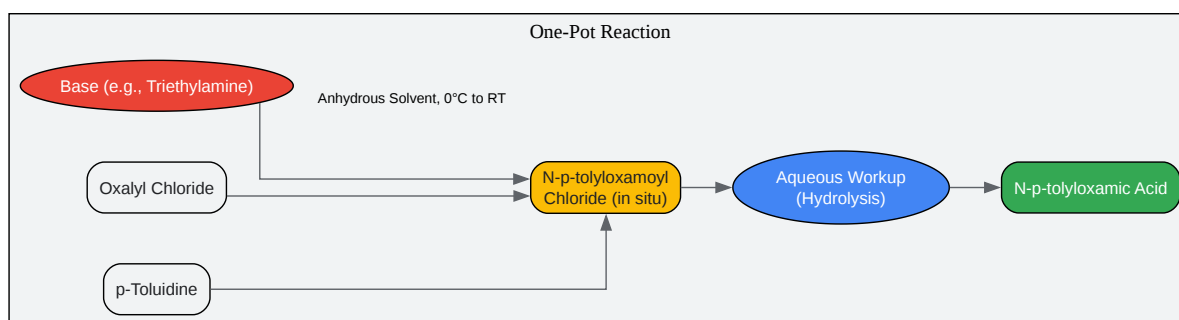 One-Pot Reaction
Base (e.g., Triethylamine)
Anhydrous Solvent, 0°C to RT
Oxalyl Chloride
N-p-tolyloxamoyl
Chloride (in situ)
Aqueous Workup
(Hydrolysis)
N-p-tolyloxamic Acid
p-Toluidine